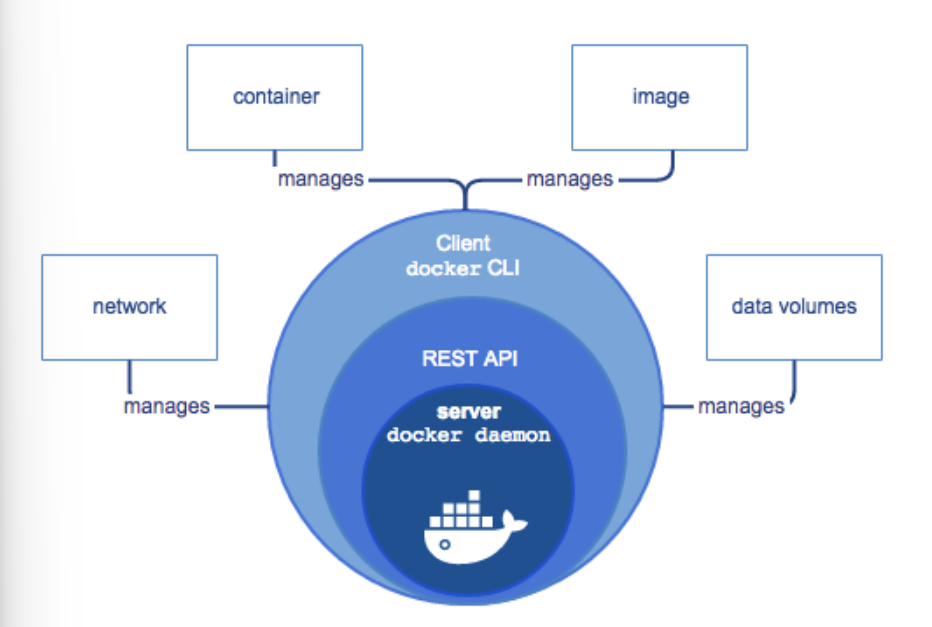 container
image
manages
manages
Client
docker CLI
network
data volumes
REST API
manages
manages
server
docker daemon